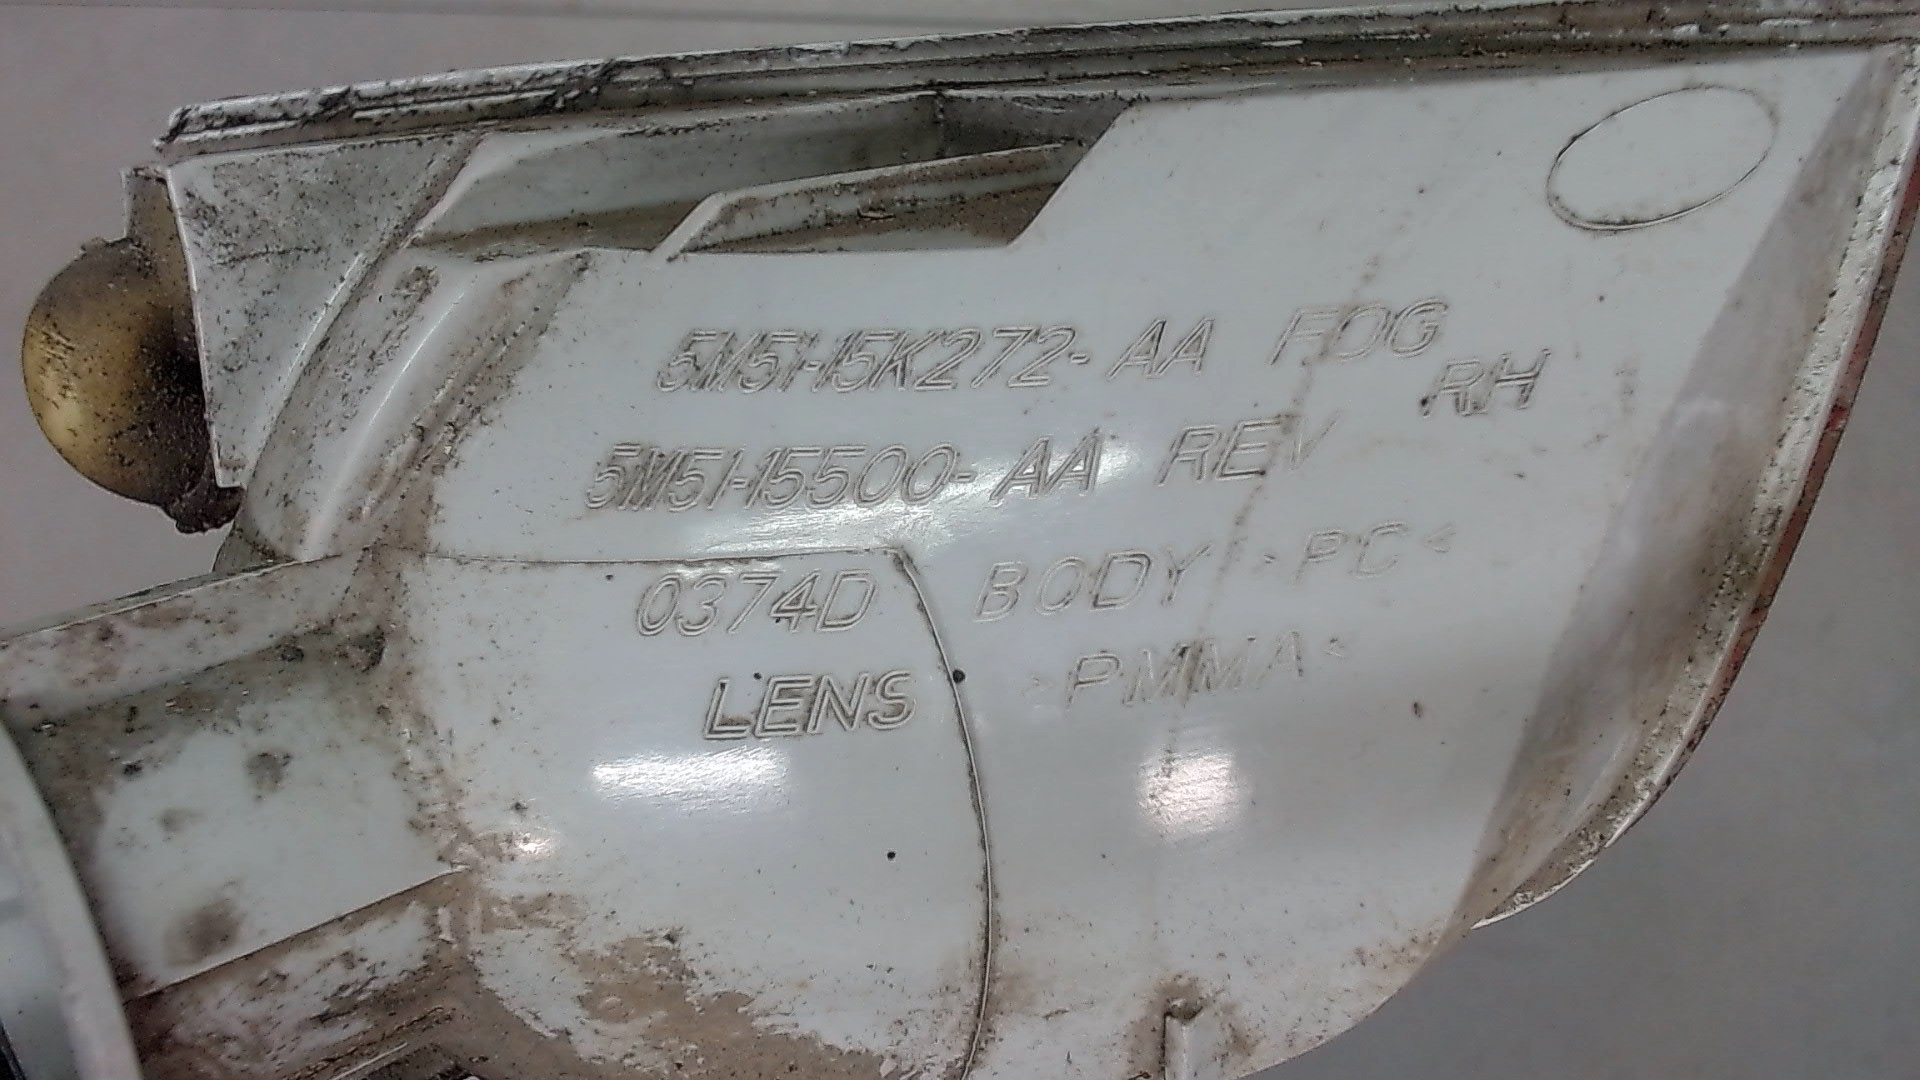 5M51-15K272-AA FOG
RH
5M51-15500-AA REV
0374D BODY >PC<
LENS >PMMA<